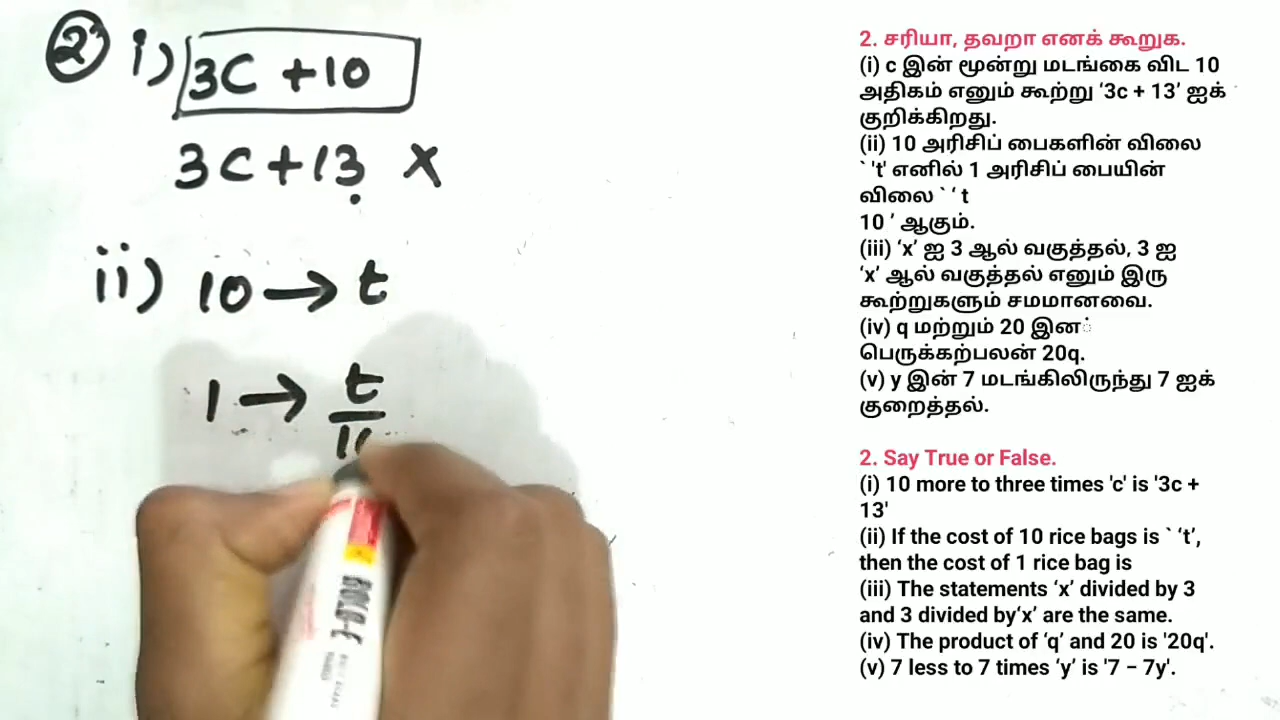 2 i) 3C + 10
3C + 13 x
ii) 10 → t
1 → t
10
BOLD-E
2. சரியா, தவறா எனக் கூறுக.
(i) c இன் மூன்று மடங்கை விட 10
அதிகம் எனும் கூற்று ‘3c + 13’ ஐக்
குறிக்கிறது.
(ii) 10 அரிசிப் பைகளின் விலை
` 't' எனில் 1 அரிசிப் பையின்
விலை ` ‘ t
10 ’ ஆகும்.
(iii) ‘x’ ஐ 3 ஆல் வகுத்தல், 3 ஐ
‘x’ ஆல் வகுத்தல் எனும் இரு
கூற்றுகளும் சமமானவை.
(iv) q மற்றும் 20 இன்
பெருக்கற்பலன் 20q.
(v) y இன் 7 மடங்கிலிருந்து 7 ஐக்
குறைத்தல்.
2. Say True or False.
(i) 10 more to three times 'c' is '3c +
13'
(ii) If the cost of 10 rice bags is ` ‘t’,
then the cost of 1 rice bag is
(iii) The statements ‘x’ divided by 3
and 3 divided by‘x’ are the same.
(iv) The product of ‘q’ and 20 is '20q'.
(v) 7 less to 7 times ‘y’ is '7 − 7y'.